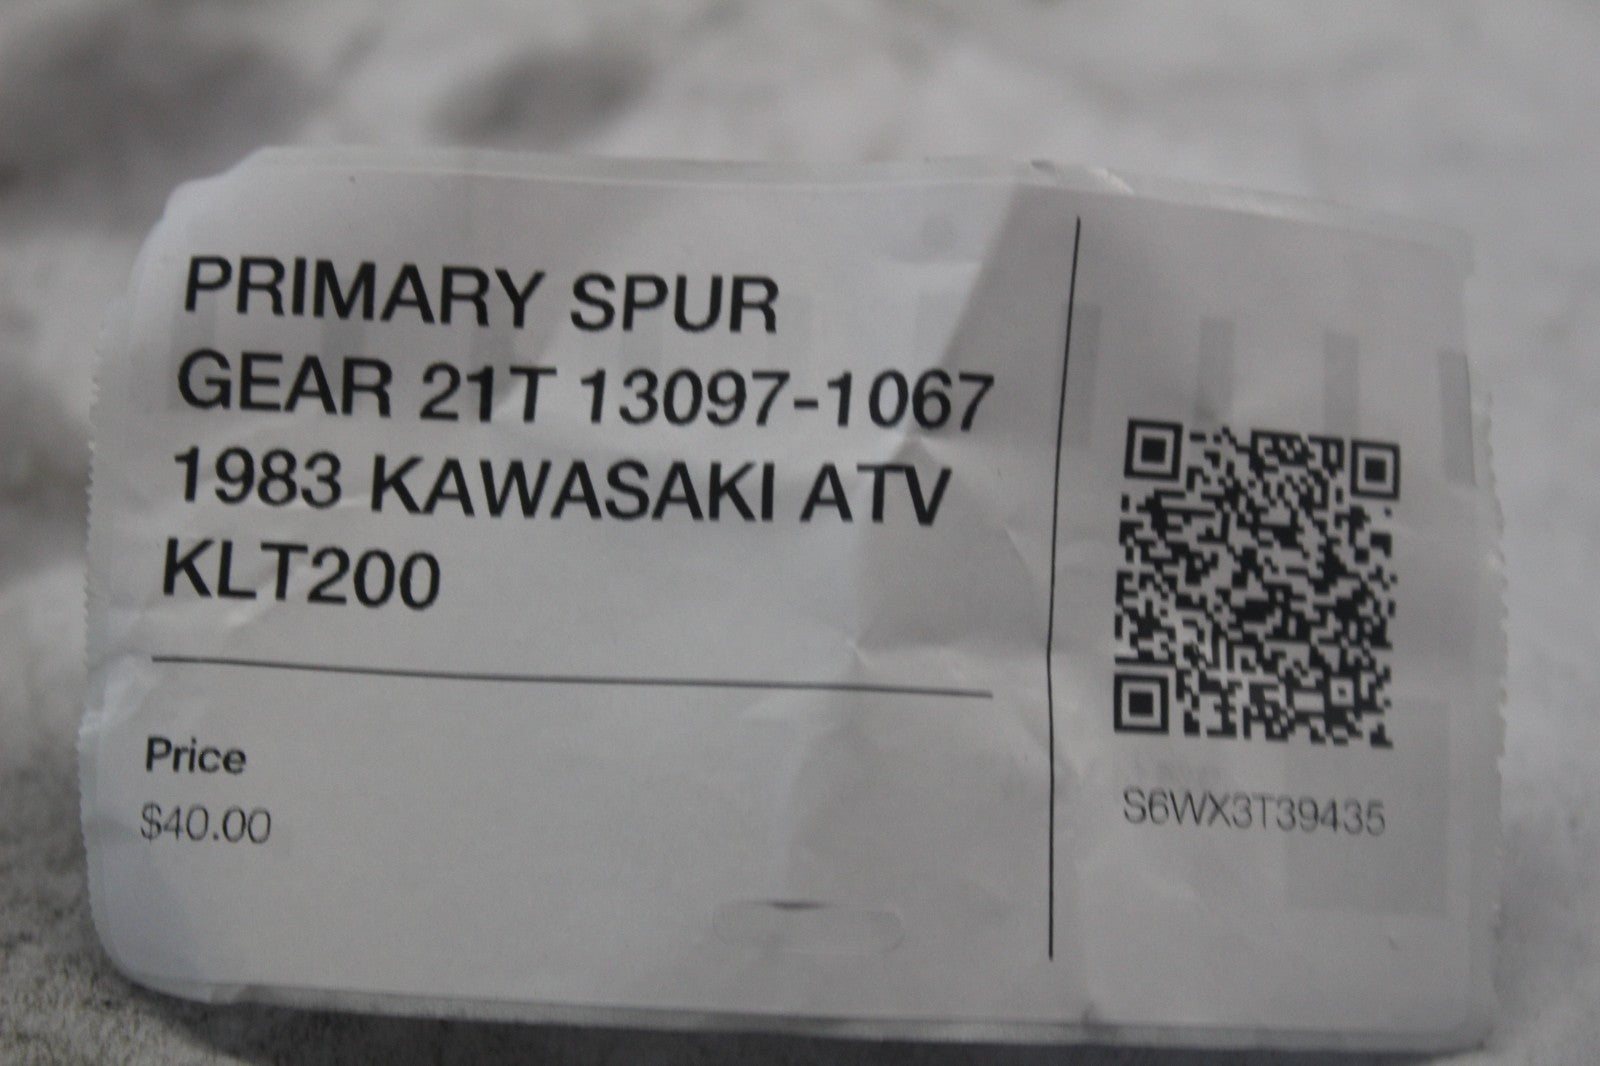 PRIMARY SPUR
GEAR 21T 13097-1067
1983 KAWASAKI ATV
KLT200
Price
$40.00
S6WX3T39435